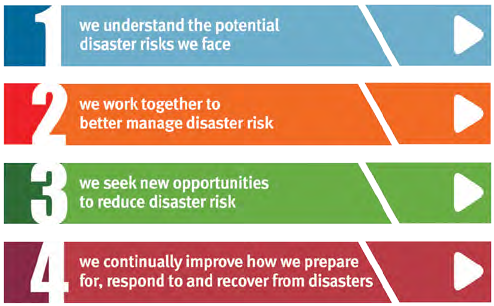 1
we understand the potential
disaster risks we face
2
we work together to
better manage disaster risk
3
we seek new opportunities
to reduce disaster risk
4
we continually improve how we prepare
for, respond to and recover from disasters